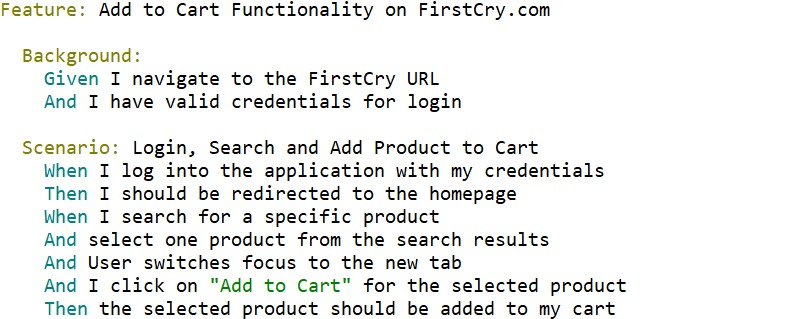 Feature: Add to Cart Functionality on FirstCry.com
Background:
Given I navigate to the FirstCry URL
And I have valid credentials for login
Scenario: Login, Search and Add Product to Cart
When I log into the application with my credentials
Then I should be redirected to the homepage
When I search for a specific product
And select one product from the search results
And User switches focus to the new tab
And I click on "Add to Cart" for the selected product
Then the selected product should be added to my cart